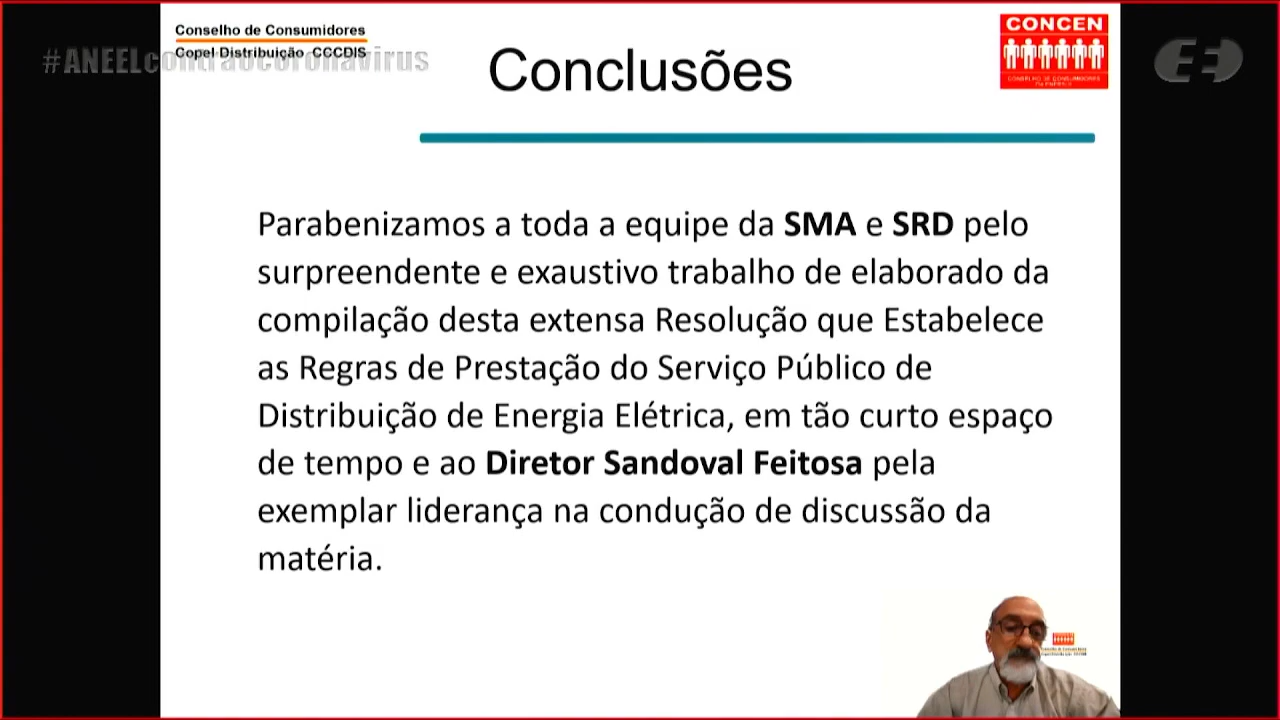 Conselho de Consumidores
Copel Distribuição CCCDIS
#ANEELcontraocoronavírus
Conclusões
CONCEN
CONSELHO DE CONSUMIDORES
Parabenizamos a toda a equipe da SMA e SRD pelo
surpreendente e exaustivo trabalho de elaborado da
compilação desta extensa Resolução que Estabelece
as Regras de Prestação do Serviço Público de
Distribuição de Energia Elétrica, em tão curto espaço
de tempo e ao Diretor Sandoval Feitosa pela
exemplar liderança na condução de discussão da
matéria.